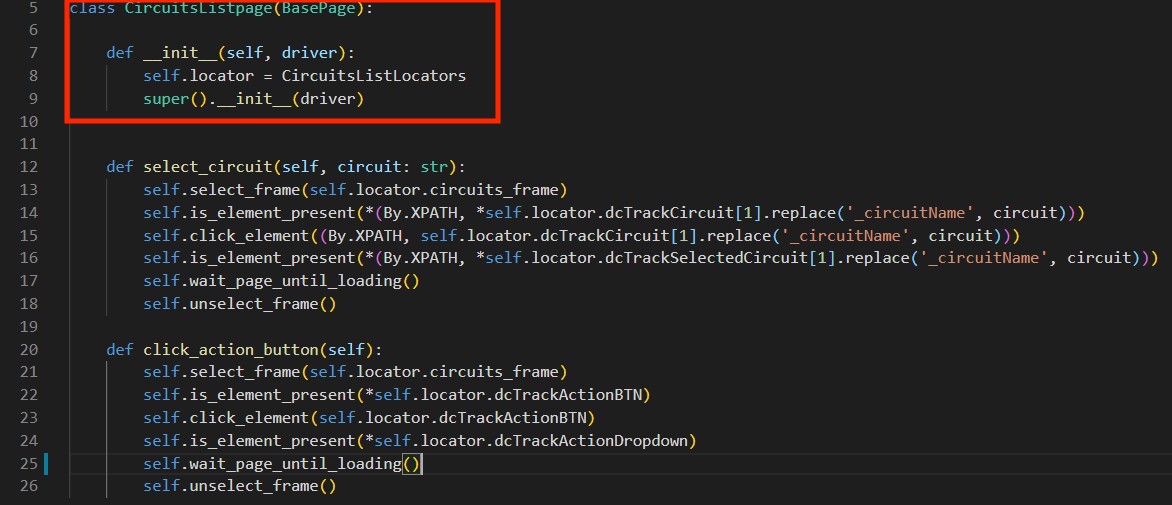 5 class CircuitsListpage(BasePage):
6
7 def __init__(self, driver):
8 self.locator = CircuitsListLocators
9 super().__init__(driver)
10
11
12 def select_circuit(self, circuit: str):
13 self.select_frame(self.locator.circuits_frame)
14 self.is_element_present(*(By.XPATH, *self.locator.dcTrackCircuit[1].replace('_circuitName', circuit)))
15 self.click_element((By.XPATH, self.locator.dcTrackCircuit[1].replace('_circuitName', circuit)))
16 self.is_element_present(*(By.XPATH, *self.locator.dcTrackSelectedCircuit[1].replace('_circuitName', circuit)))
17 self.wait_page_until_loading()
18 self.unselect_frame()
19
20 def click_action_button(self):
21 self.select_frame(self.locator.circuits_frame)
22 self.is_element_present(*self.locator.dcTrackActionBTN)
23 self.click_element(self.locator.dcTrackActionBTN)
24 self.is_element_present(*self.locator.dcTrackActionDropdown)
25 self.wait_page_until_loading()
26 self.unselect_frame()